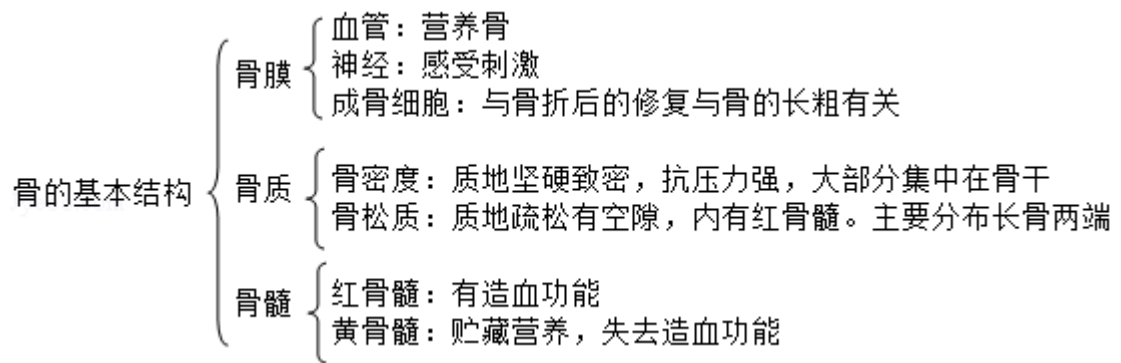 血管：营养骨
骨膜
神经：感受刺激
成骨细胞：与骨折后的修复与骨的长粗有关
骨的基本结构
骨质
骨密度：质地坚硬致密，抗压力强，大部分集中在骨干
骨松质：质地疏松有空隙，内有红骨髓。主要分布长骨两端
骨髓
红骨髓：有造血功能
黄骨髓：贮藏营养，失去造血功能